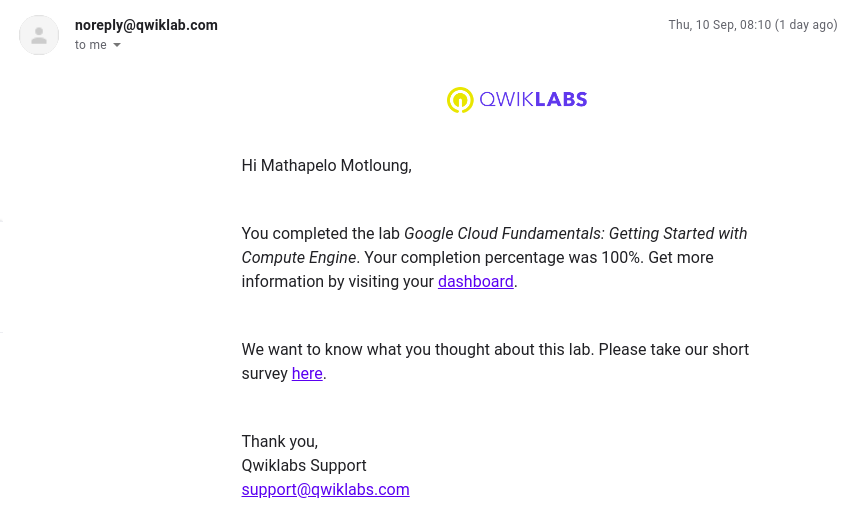 noreply@qwiklab.com
Thu, 10 Sep, 08:10 (1 day ago)
to me
QWIKLABS
Hi Mathapelo Motloung,
You completed the lab Google Cloud Fundamentals: Getting Started with
Compute Engine. Your completion percentage was 100%. Get more
information by visiting your dashboard.
We want to know what you thought about this lab. Please take our short
survey here.
Thank you,
Qwiklabs Support
support@qwiklabs.com